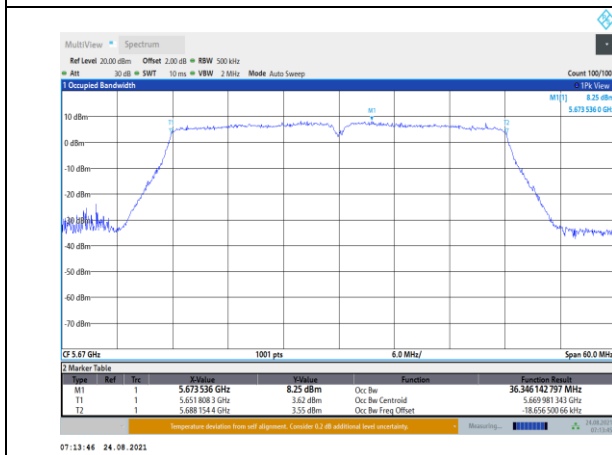 MultiView Spectrum
Ref Level 20.00 dBm Offset 2.00 dB RBW 500 kHz
Att 30 dB SWT 10 ms VBW 2 MHz Mode Auto Sweep Count 100/100
1 Occupied Bandwidth 1Pk View
M1[1] 8.25 dBm
5.673 536 0 GHz
M1
T1 T2
10 dBm
0 dBm
-10 dBm
-20 dBm
-30 dBm
-40 dBm
-50 dBm
-60 dBm
-70 dBm
CF 5.67 GHz 1001 pts 6.0 MHz/ Span 60.0 MHz
2 Marker Table
Type Ref Trc X-Value Y-Value Function Function Result
M1 1 5.673 536 GHz 8.25 dBm Occ Bw 36.346 142 797 MHz
T1 1 5.651 808 3 GHz 3.62 dBm Occ Bw Centroid 5.669 981 343 GHz
T2 1 5.688 154 4 GHz 3.55 dBm Occ Bw Freq Offset -18.656 500 66 kHz
Temperature deviation from self alignment. Consider 0.2 dB additional level uncertainty. Measuring... 24.08.2021
07:13:45
07:13:46 24.08.2021